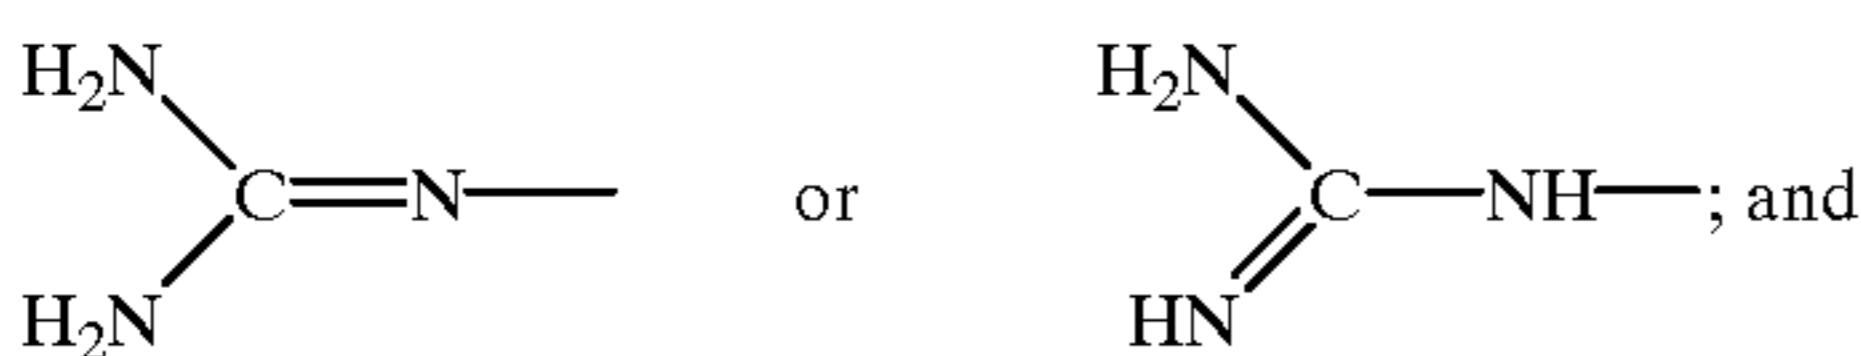 H₂N H₂N
C N or C NH ; and
H₂N HN